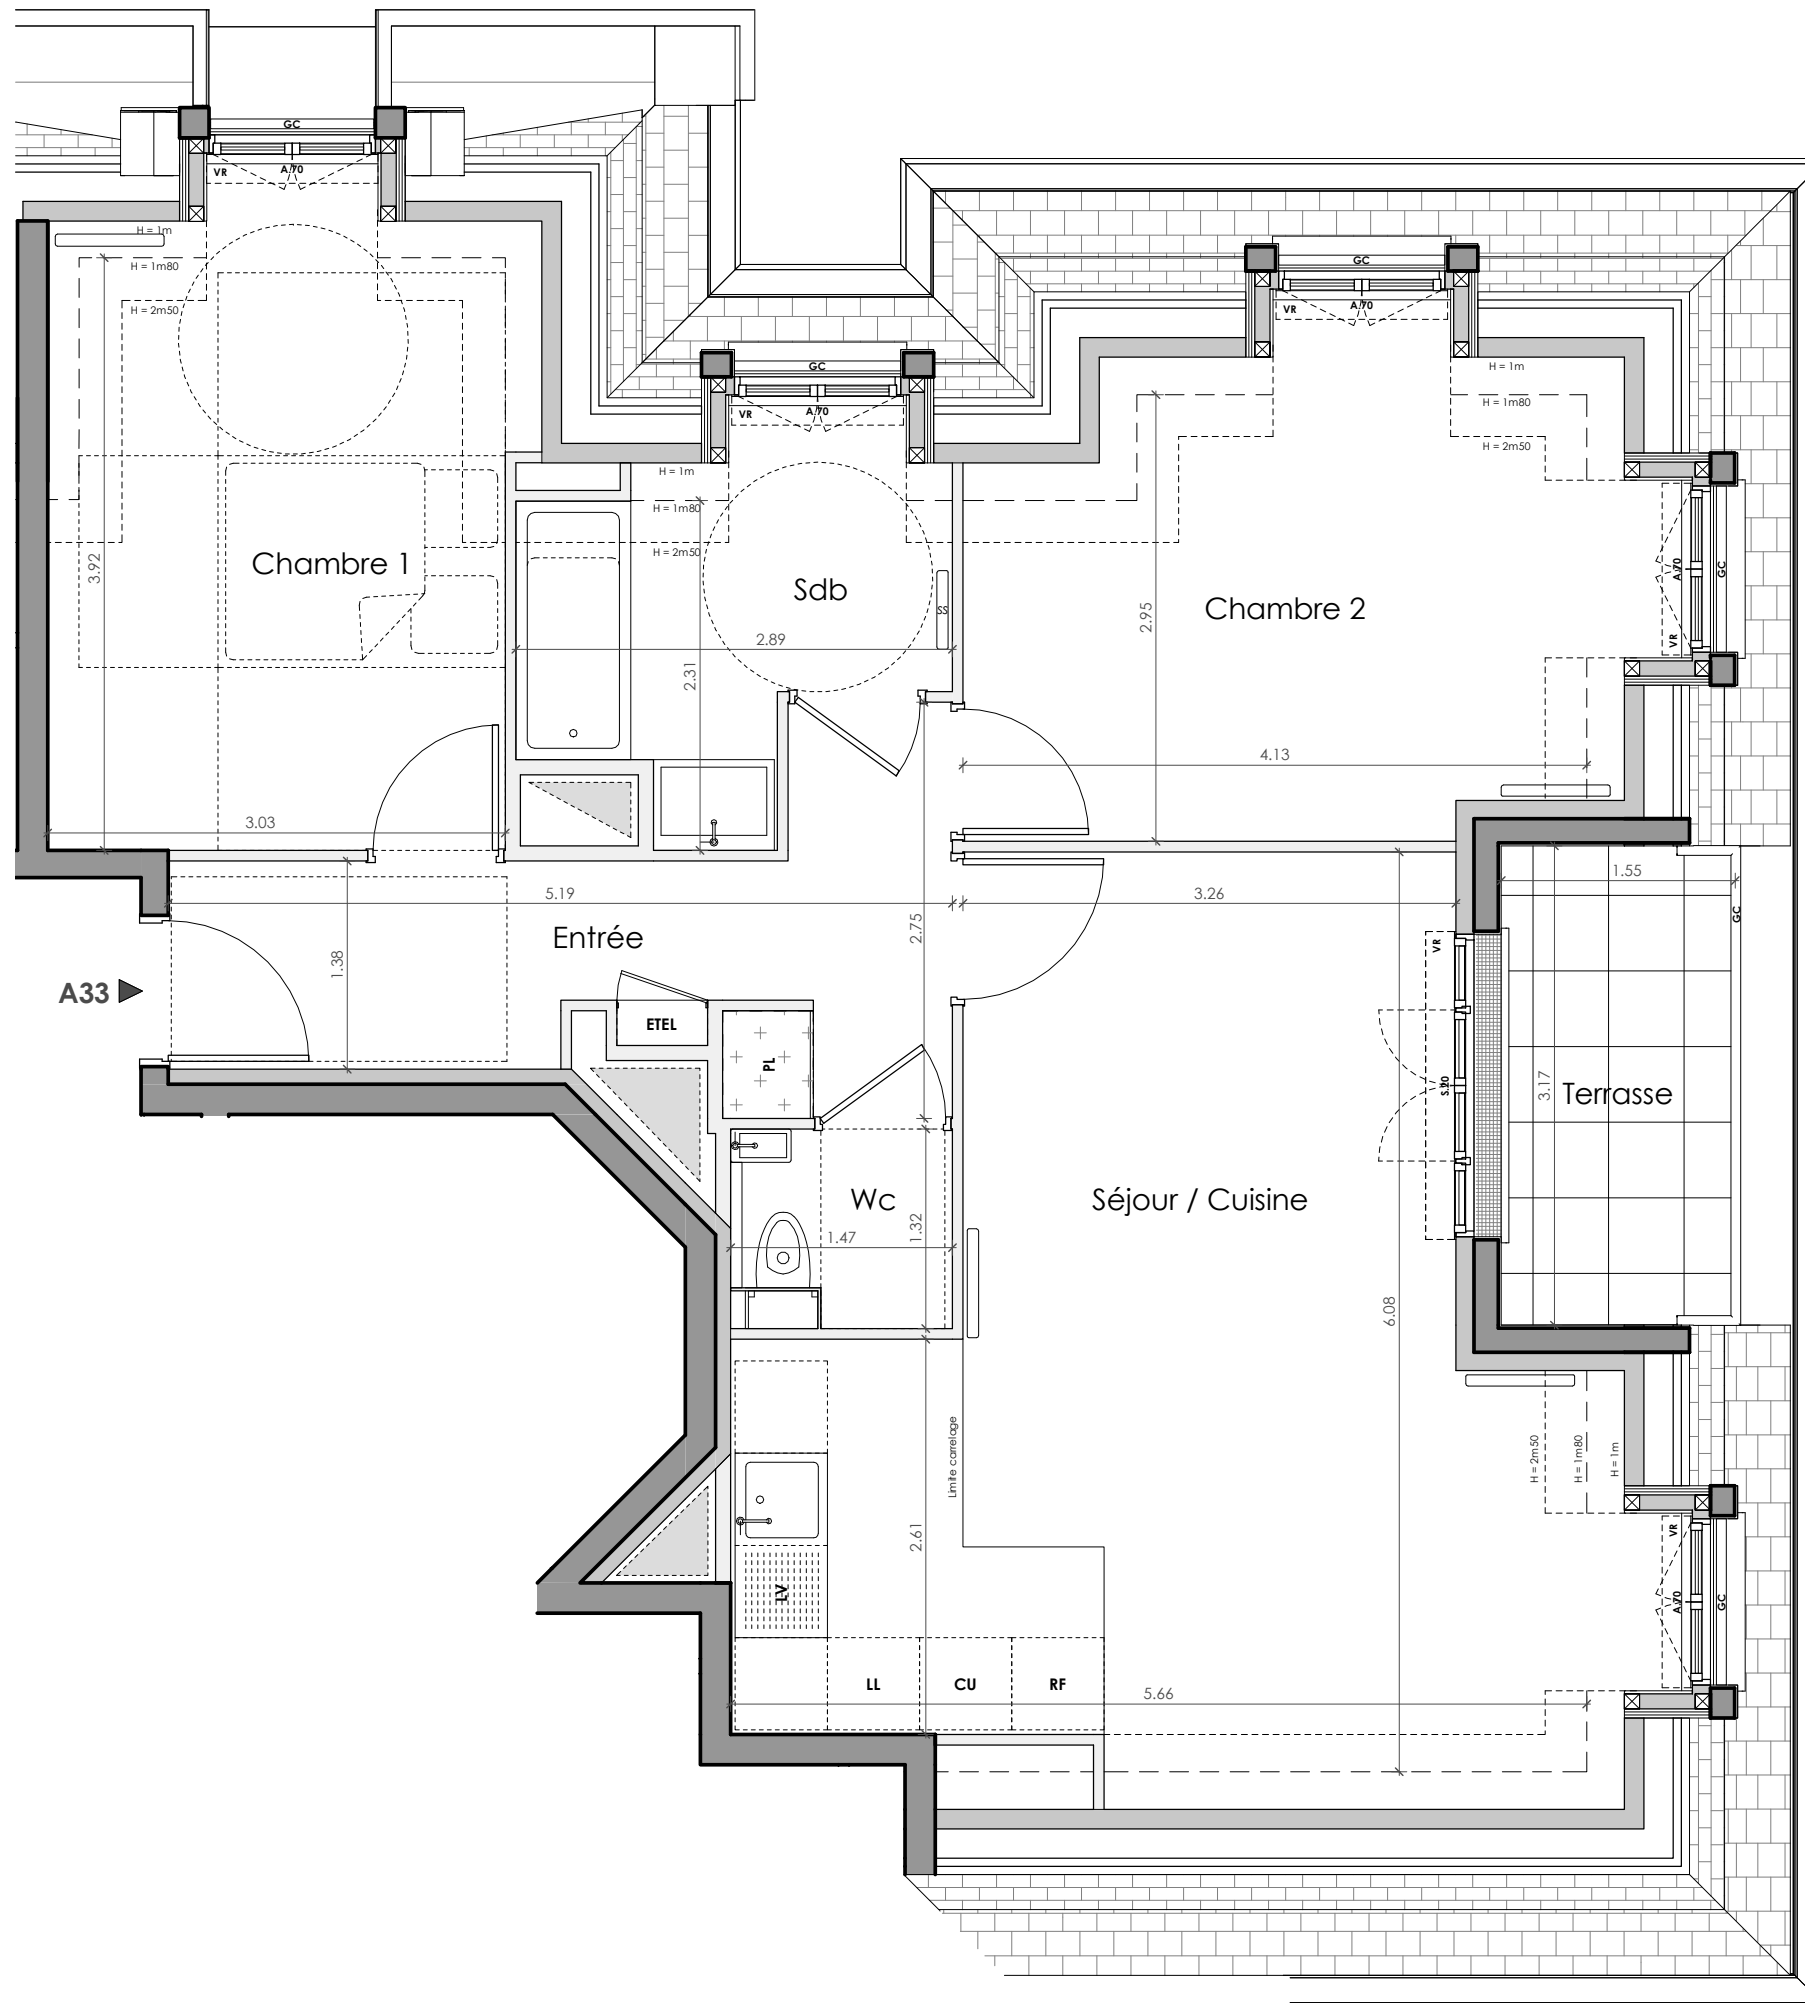 GC
VR
A.70
H = 1m
H = 1m80
H = 2m50
GC
VR
A.70
H = 1m
H = 1m80
H = 2m50
GC
VR
A.70
H = 1m
H = 1m80
H = 2m50
Chambre 1
3.92
3.03
Sdb
SS
2.89
2.31
Chambre 2
2.95
4.13
A.70
GC
VR
5.19
3.26
1.55
GC
Entrée
2.75
1.38
A33
ETEL
PL
VR
S.20
3.17
Terrasse
Wc
1.47
1.32
Séjour / Cuisine
6.08
Limite carrelage
2.61
LV
LL
CU
RF
5.66
H = 2m50
H = 1m80
H = 1m
VR
A.70
GC